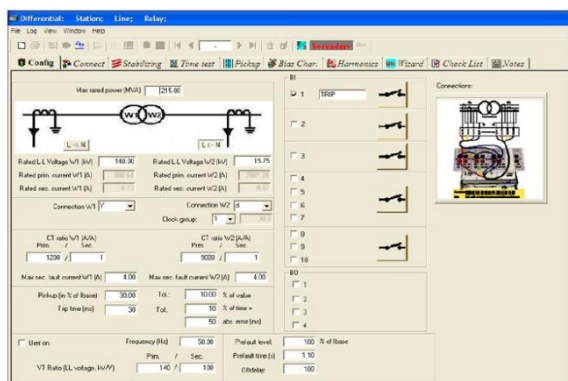 Differential: Station; Line; Relay;
File Log View Window Help
Secondary
Config Connect Stabilizing Time test Pickup Bias Char. Harmonics Wizard Check List Notes
Max rated power (MVA) 215.00
W1 W2
Rated L-L Voltage W1 (kV) 140.00 Rated L-L Voltage W2 (kV) 15.75
Rated prim. current W1 (A) Rated prim. current W2 (A)
Rated sec. current W1 (A) Rated sec. current W2 (A)
Connection W1 Y Connection W2 d
Clock group: 1
CT ratio W1 (A/A) CT ratio W2 (A/A)
Prim. / Sec. Prim. / Sec.
1200 / 1 9000 / 1
Max sec. fault current W1 (A) 4.00 Max sec. fault current W2 (A) 4.00
Pickup (in % of Ibase) 30.00 Tol.: 10.00 % of value
Trip time (ms) 30 Tol.: 10 % of time +
50 abs. error (ms)
Frequency (Hz) 50.00
Prim. / Sec.
VT Ratio (LL voltage, kV/V) 140 / 100
BI
1 TRIP
2
3
4
5
6
7
8
9
10
BO
1
2
3
4
Prefault level: 100 % of Ibase
Prefault time (s) 1.10
100
Connections: